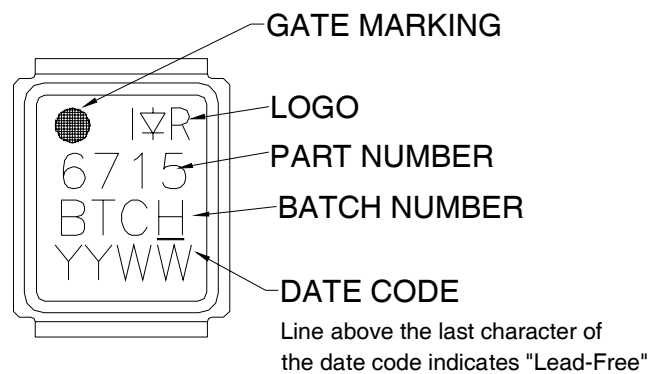 GATE MARKING
I R
LOGO
6715
PART NUMBER
BTCH
BATCH NUMBER
YYWW
DATE CODE
Line above the last character of
the date code indicates "Lead-Free"